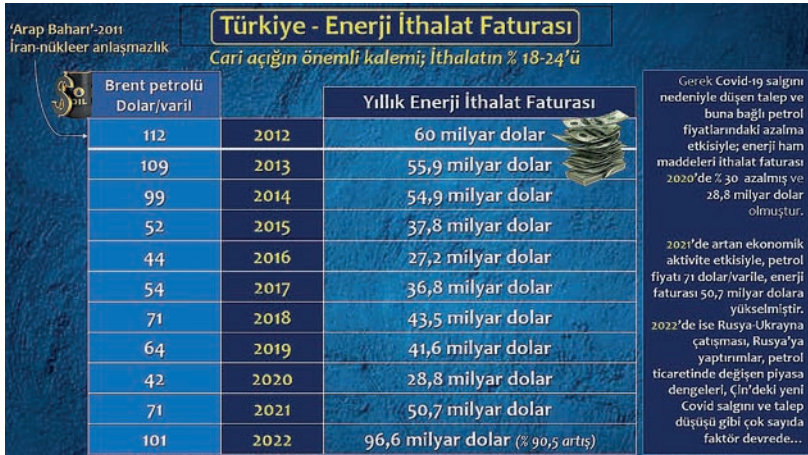 'Arap Baharı'-2011
İran-nükleer anlaşmazlık
Türkiye - Enerji İthalat Faturası
Cari açığın önemli kalemi; İthalatın % 18-24'ü
OIL
Brent petrolü
Dolar/varil
Yıllık Enerji İthalat Faturası
112 2012 60 milyar dolar
109 2013 55,9 milyar dolar
99 2014 54,9 milyar dolar
52 2015 37,8 milyar dolar
44 2016 27,2 milyar dolar
54 2017 36,8 milyar dolar
71 2018 43,5 milyar dolar
64 2019 41,6 milyar dolar
42 2020 28,8 milyar dolar
71 2021 50,7 milyar dolar
101 2022 96,6 milyar dolar (% 90,5 artış)
Gerek Covid-19 salgını
nedeniyle düşen talep ve
buna bağlı petrol
fiyatlarındaki azalma
etkisiyle; enerji ham
maddeleri ithalat faturası
2020'de % 30 azalmış ve
28,8 milyar dolar
olmuştur.
2021'de artan ekonomik
aktivite etkisiyle, petrol
fiyatı 71 dolar/varile, enerji
faturası 50,7 milyar dolara
yükselmiştir.
2022'de ise Rusya-Ukrayna
çatışması, Rusya'ya
yaptırımlar, petrol
ticaretinde değişen piyasa
dengeleri, Çin'deki yeni
Covid salgını ve talep
düşüşü gibi çok sayıda
faktör devrede...